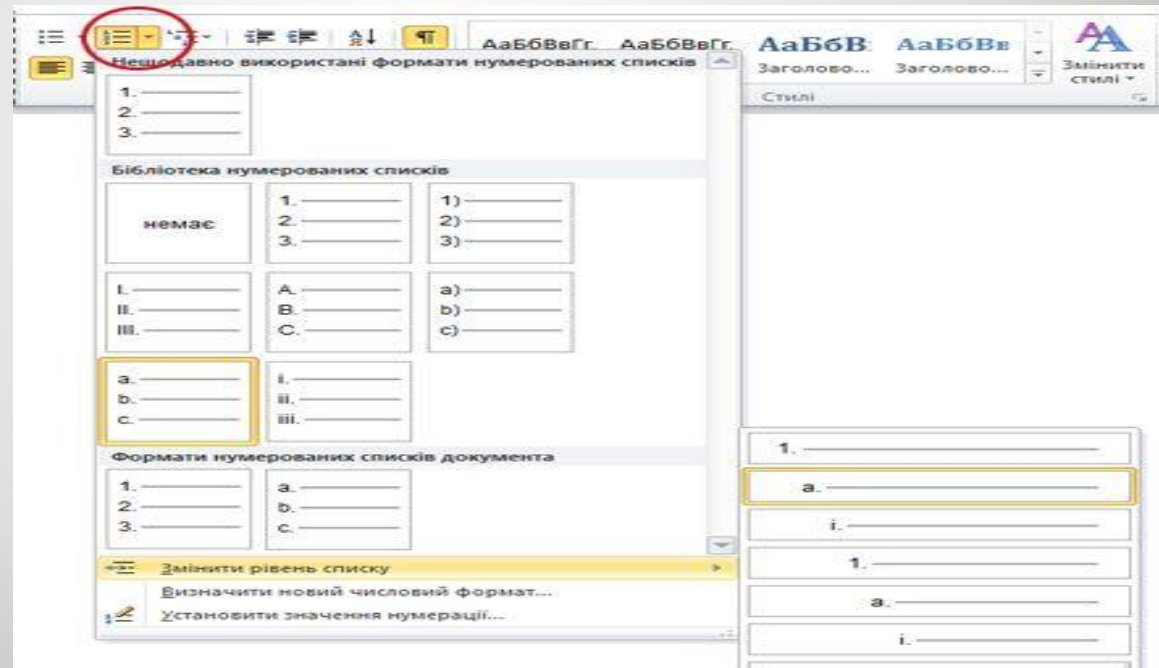 АаБбВвГг АаБбВвГг АаБбВ АаБбВв
Заголово... Заголово... Змінити стилі
Стилі
Нещодавно використані формати нумерованих списків
1.
2.
3.
Бібліотека нумерованих списків
немає
1.
2.
3.
1)
2)
3)
I.
II.
III.
A.
B.
C.
a)
b)
c)
a.
b.
c.
i.
ii.
iii.
Формати нумерованих списків документа
1.
2.
3.
a.
b.
c.
Змінити рівень списку
Визначити новий числовий формат...
Установити значення нумерації...
1.
a.
i.
1.
a.
i.